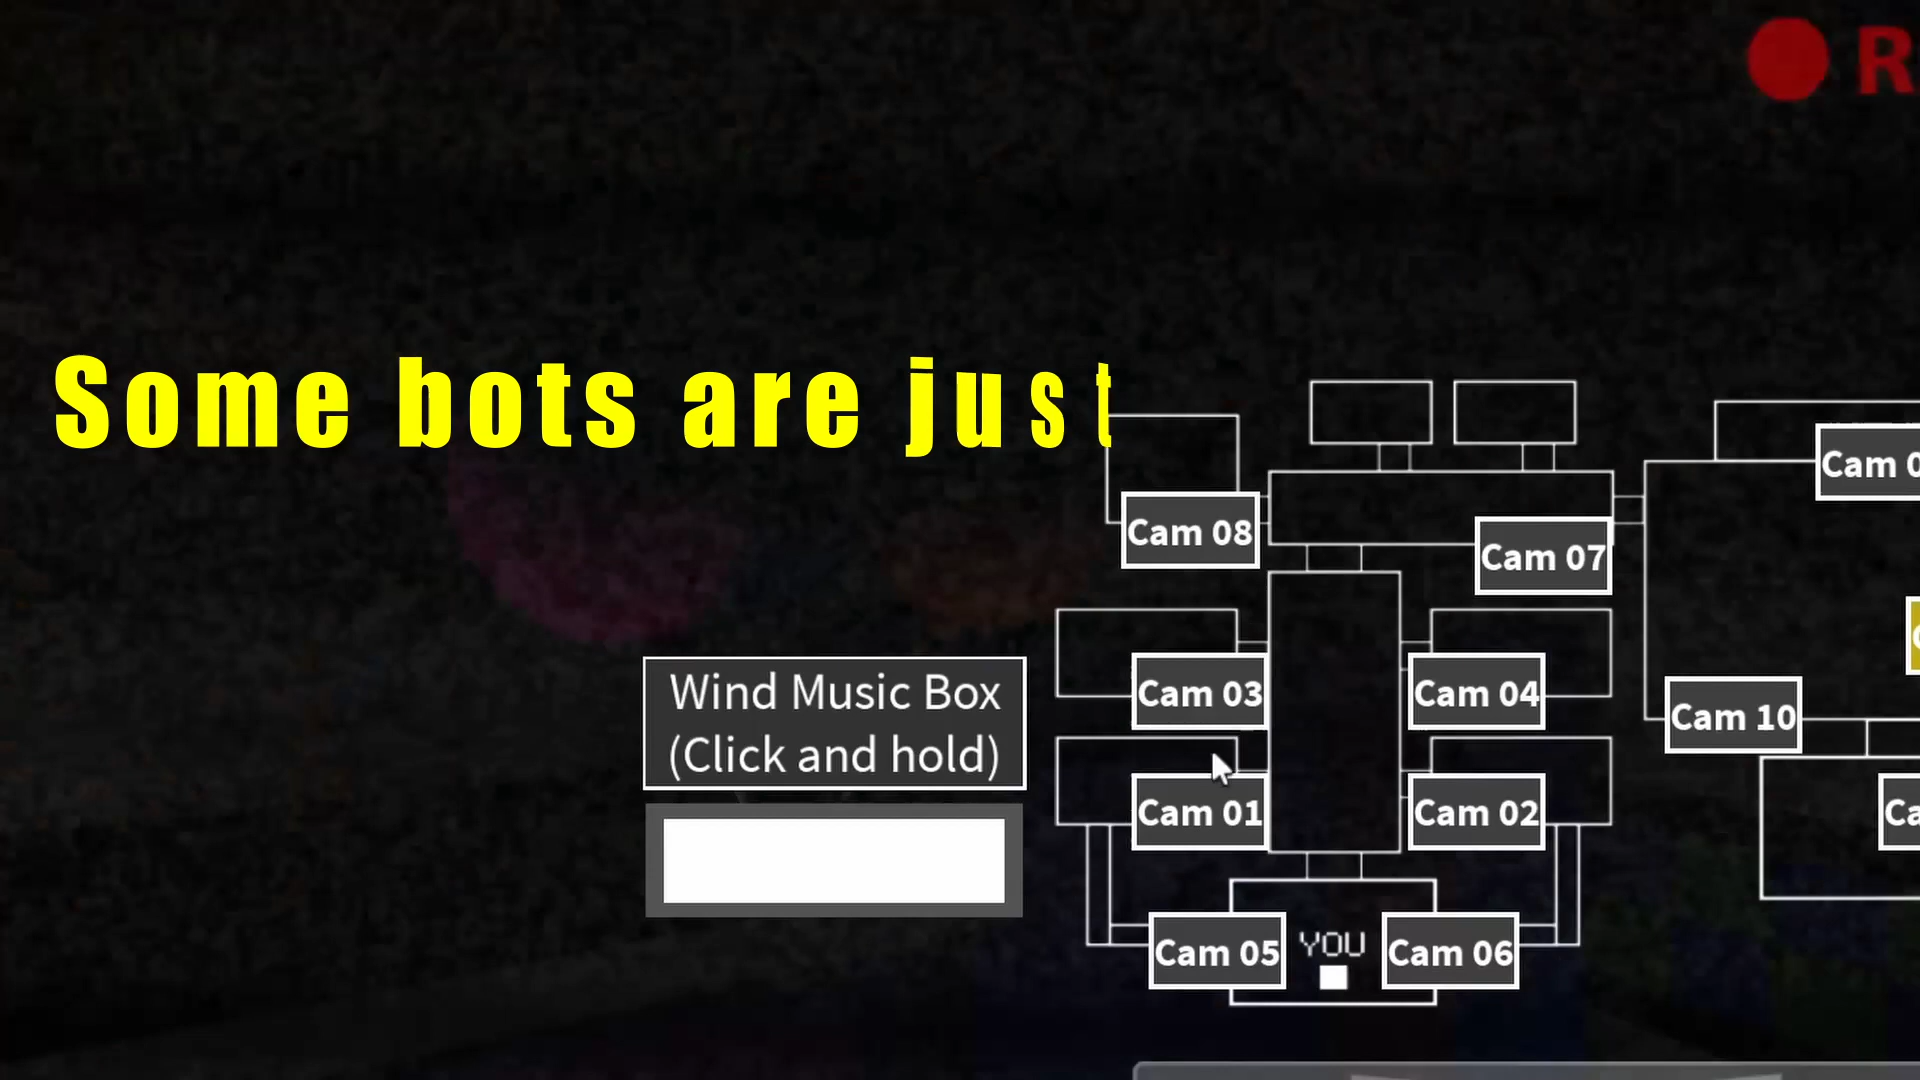 Some bots are just
Cam 08
Cam 07
Wind Music Box
(Click and hold)
Cam 03
Cam 04
Cam 10
Cam 01
Cam 02
Cam 05
YOU
Cam 06